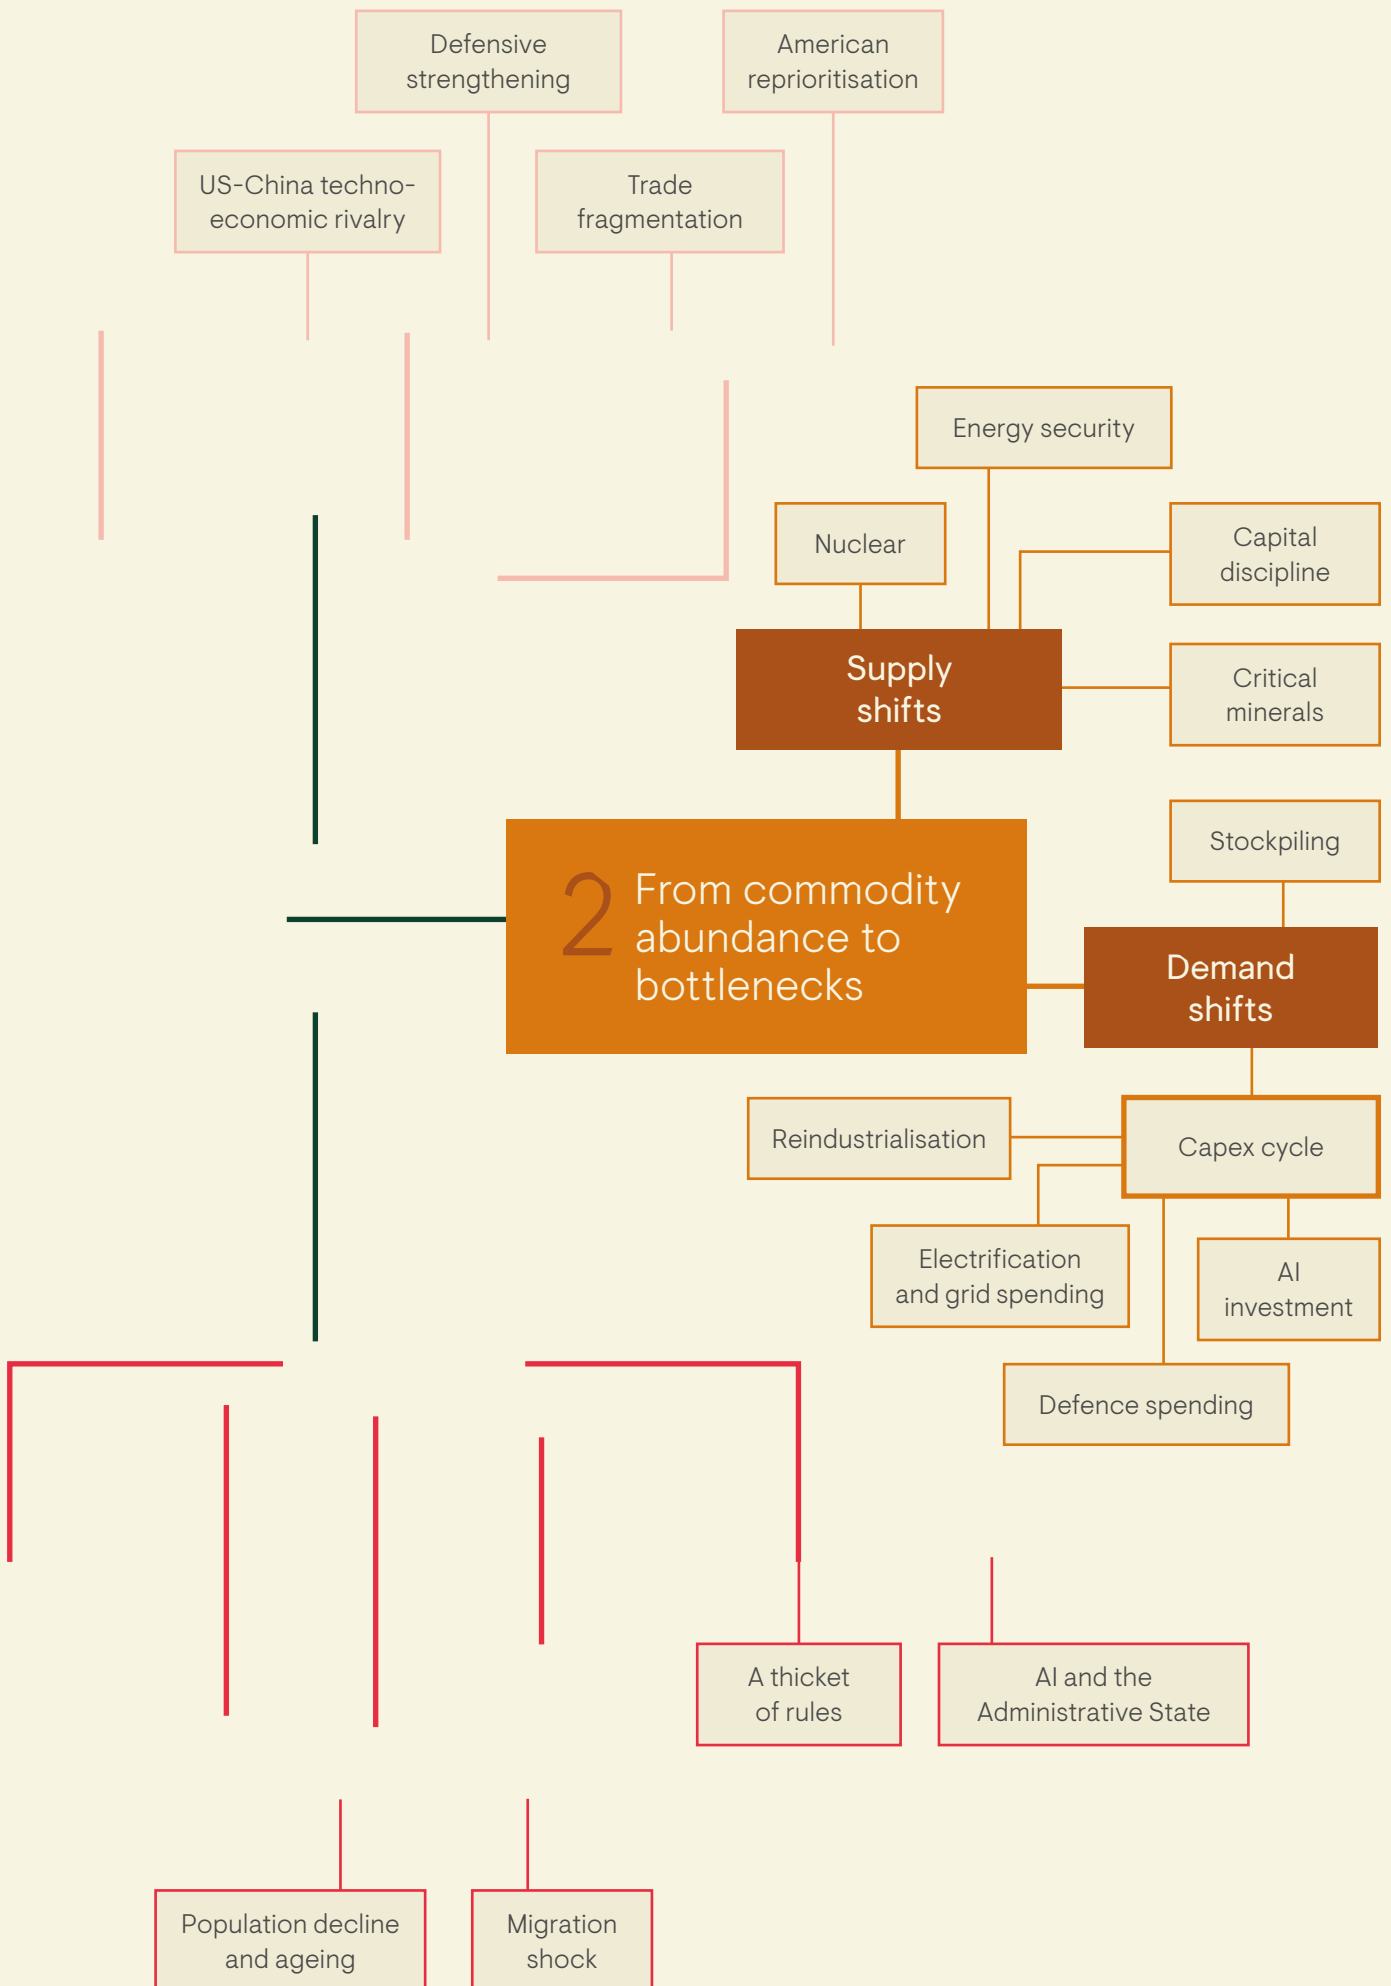 Defensive
strengthening
American
reprioritisation
US-China techno-
economic rivalry
Trade
fragmentation
Energy security
Nuclear
Capital
discipline
Supply
shifts
Critical
minerals
Stockpiling
2
From commodity
abundance to
bottlenecks
Demand
shifts
Reindustrialisation
Capex cycle
Electrification
and grid spending
AI
investment
Defence spending
A thicket
of rules
AI and the
Administrative State
Population decline
and ageing
Migration
shock